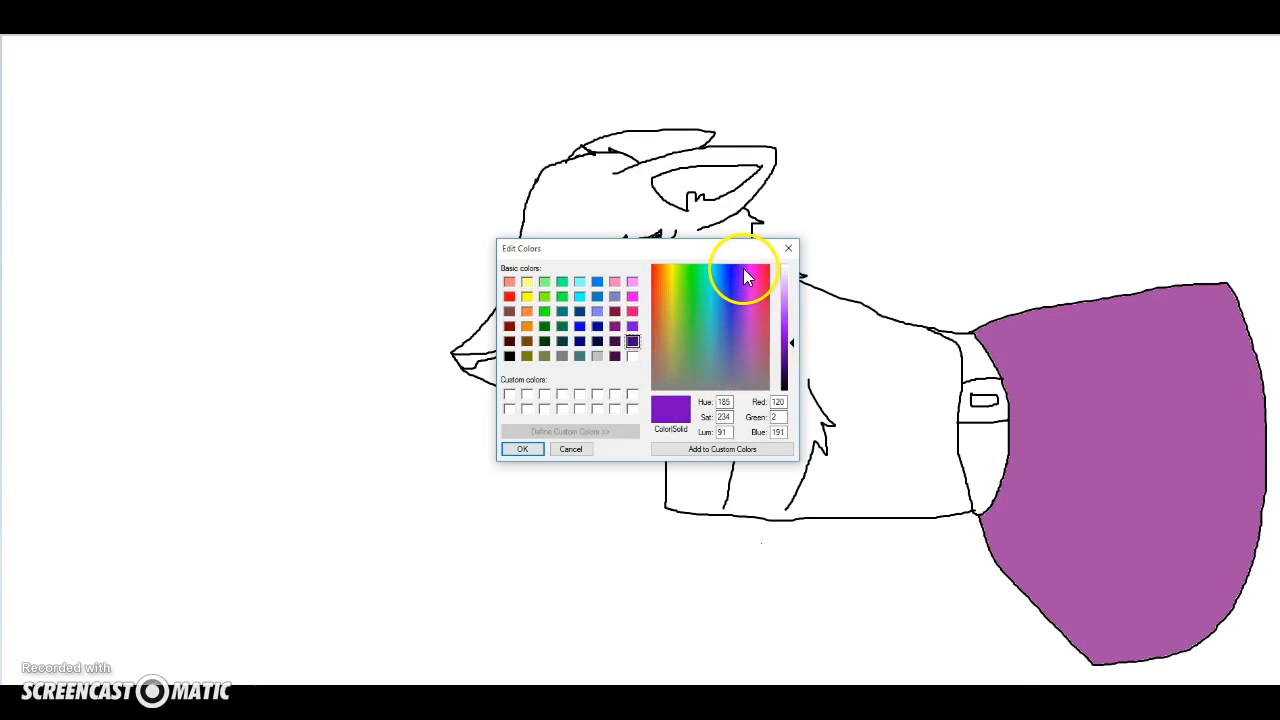 Edit Colors
Basic colors:
Custom colors:
Define Custom Colors >>
OK Cancel
Color|Solid
Hue: 185 Red: 120
Sat: 234 Green: 2
Lum: 91 Blue: 191
Add to Custom Colors
Recorded with
SCREENCAST MATIC